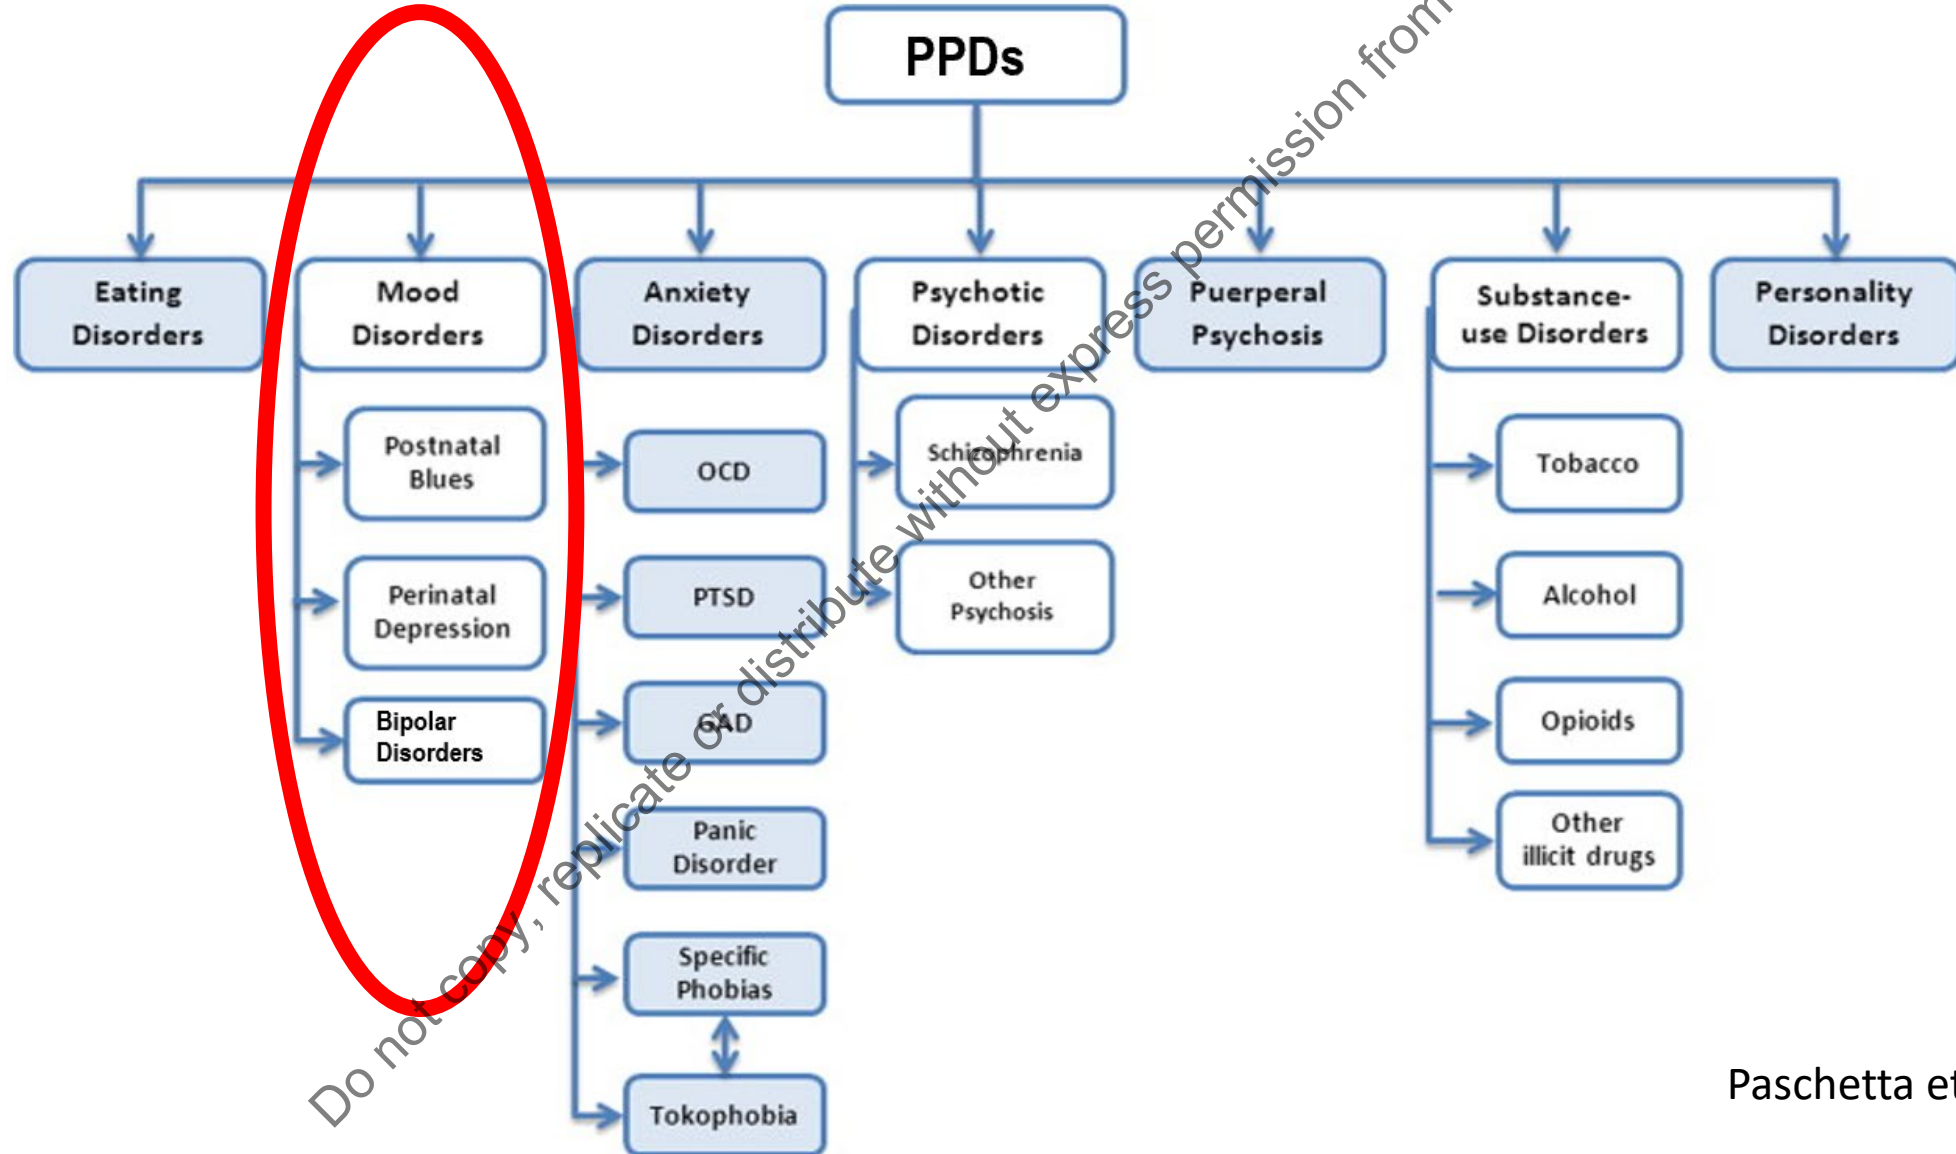 PPDs
Eating
Disorders
Mood
Disorders
Anxiety
Disorders
Psychotic
Disorders
Puerperal
Psychosis
Substance-
use Disorders
Personality
Disorders
Postnatal
Blues
Perinatal
Depression
Bipolar
Disorders
OCD
PTSD
GAD
Panic
Disorder
Specific
Phobias
Tokophobia
Schizophrenia
Other
Psychosis
Tobacco
Alcohol
Opioids
Other
illicit drugs
Do not copy, replicate or distribute without express permission from
Paschetta et